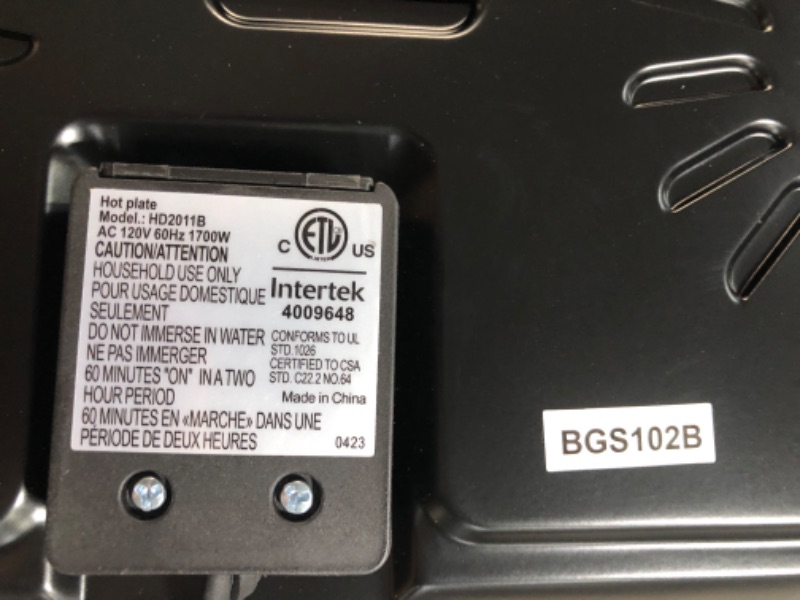 Hot plate
Model.: HD2011B
AC 120V 60Hz 1700W
CAUTION/ATTENTION
HOUSEHOLD USE ONLY
POUR USAGE DOMESTIQUE
SEULEMENT
DO NOT IMMERSE IN WATER
NE PAS IMMERGER
60 MINUTES "ON" IN A TWO
HOUR PERIOD
60 MINUTES EN «MARCHE» DANS UNE
PÉRIODE DE DEUX HEURES
C ETL US
Intertek
4009648
CONFORMS TO UL
STD.1026
CERTIFIED TO CSA
STD. C22.2 NO.64
Made in China
0423
BGS102B